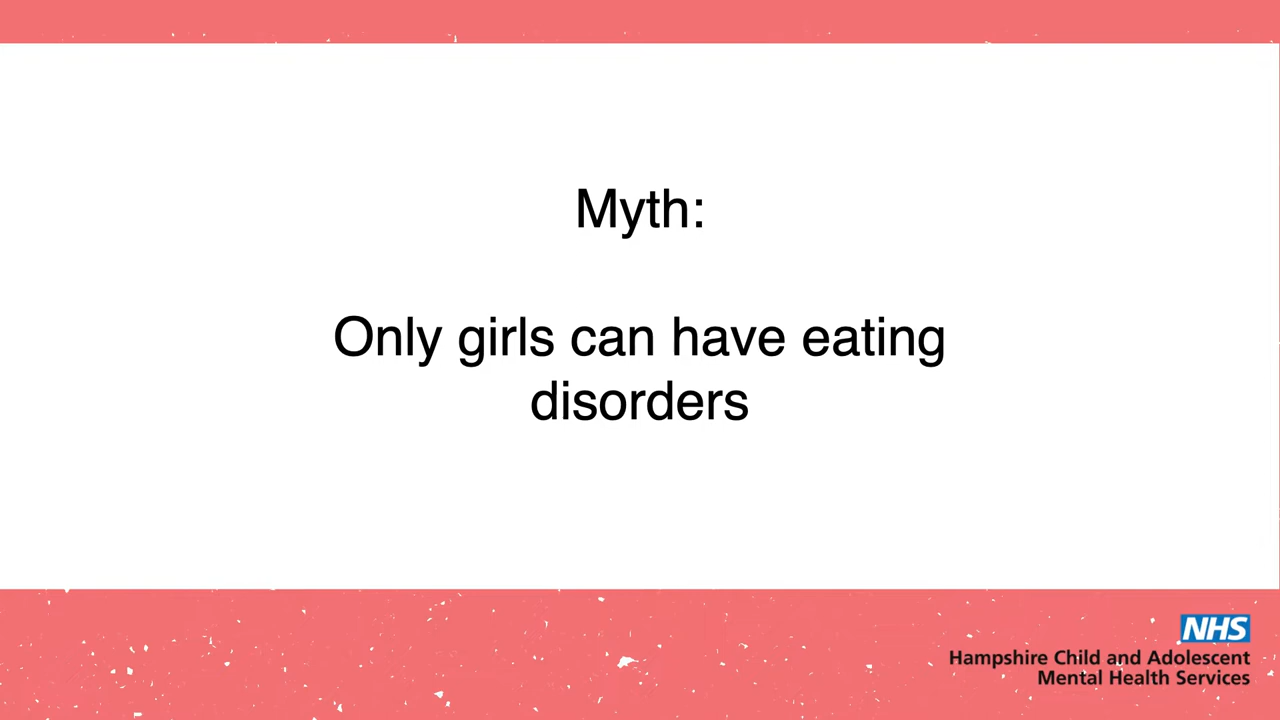 Myth:
Only girls can have eating
disorders
NHS
Hampshire Child and Adolescent
Mental Health Services